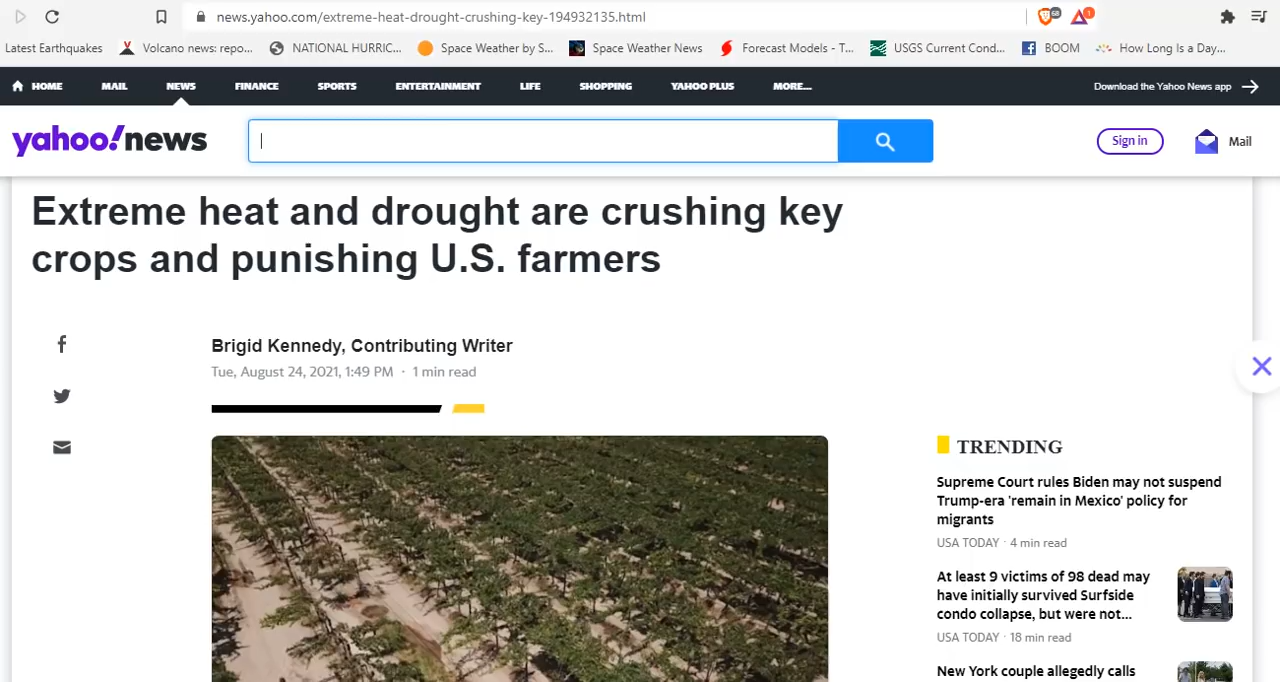 news.yahoo.com/extreme-heat-drought-crushing-key-194932135.html
68
1
Latest Earthquakes
Volcano news: repo...
NATIONAL HURRIC...
Space Weather by S...
Space Weather News
Forecast Models - T...
USGS Current Cond...
BOOM
How Long Is a Day...
HOME
MAIL
NEWS
FINANCE
SPORTS
ENTERTAINMENT
LIFE
SHOPPING
YAHOO PLUS
MORE...
Download the Yahoo News app
yahoo!news
Sign in
Mail
Extreme heat and drought are crushing key
crops and punishing U.S. farmers
Brigid Kennedy, Contributing Writer
Tue, August 24, 2021, 1:49 PM · 1 min read
TRENDING
Supreme Court rules Biden may not suspend
Trump-era 'remain in Mexico' policy for
migrants
USA TODAY · 4 min read
At least 9 victims of 98 dead may
have initially survived Surfside
condo collapse, but were not...
USA TODAY · 18 min read
New York couple allegedly calls